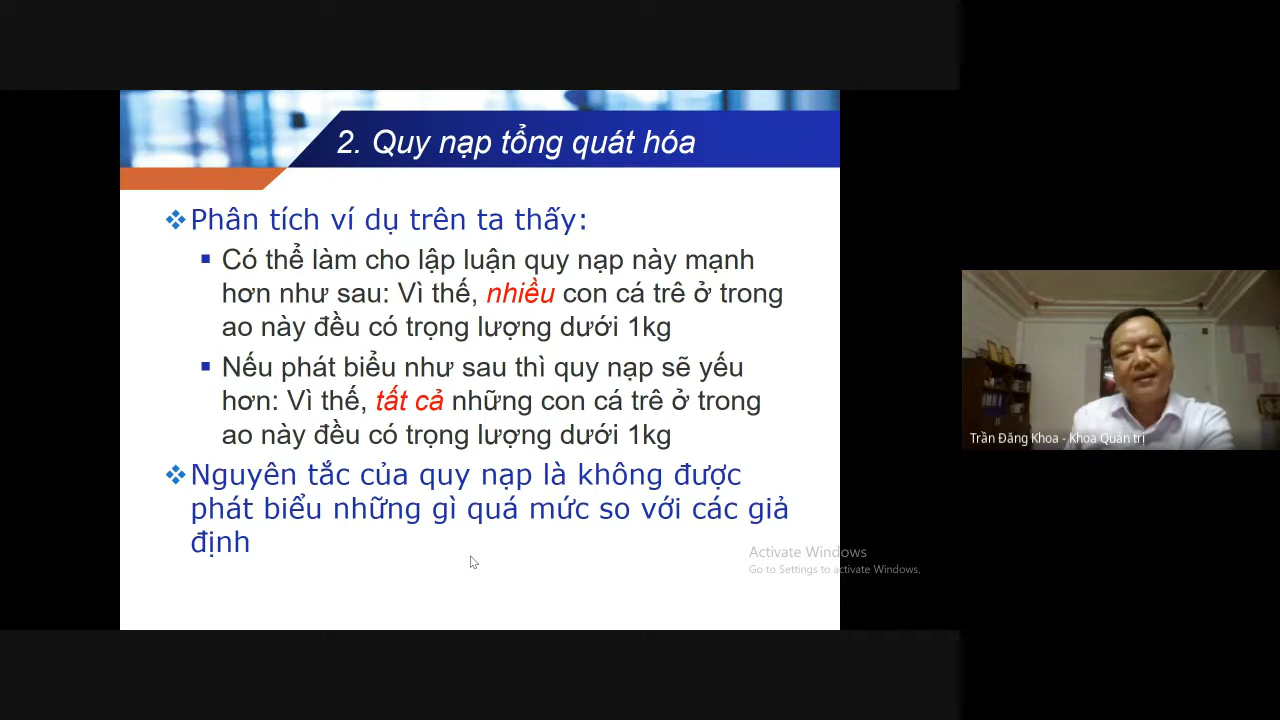 2. Quy nạp tổng quát hóa
Phân tích ví dụ trên ta thấy:
Có thể làm cho lập luận quy nạp này mạnh
hơn như sau: Vì thế, nhiều con cá trê ở trong
ao này đều có trọng lượng dưới 1kg
Nếu phát biểu như sau thì quy nạp sẽ yếu
hơn: Vì thế, tất cả những con cá trê ở trong
ao này đều có trọng lượng dưới 1kg
Nguyên tắc của quy nạp là không được
phát biểu những gì quá mức so với các giả
định
Activate Windows
Go to Settings to activate Windows.
Trần Đăng Khoa - Khoa Quản trị